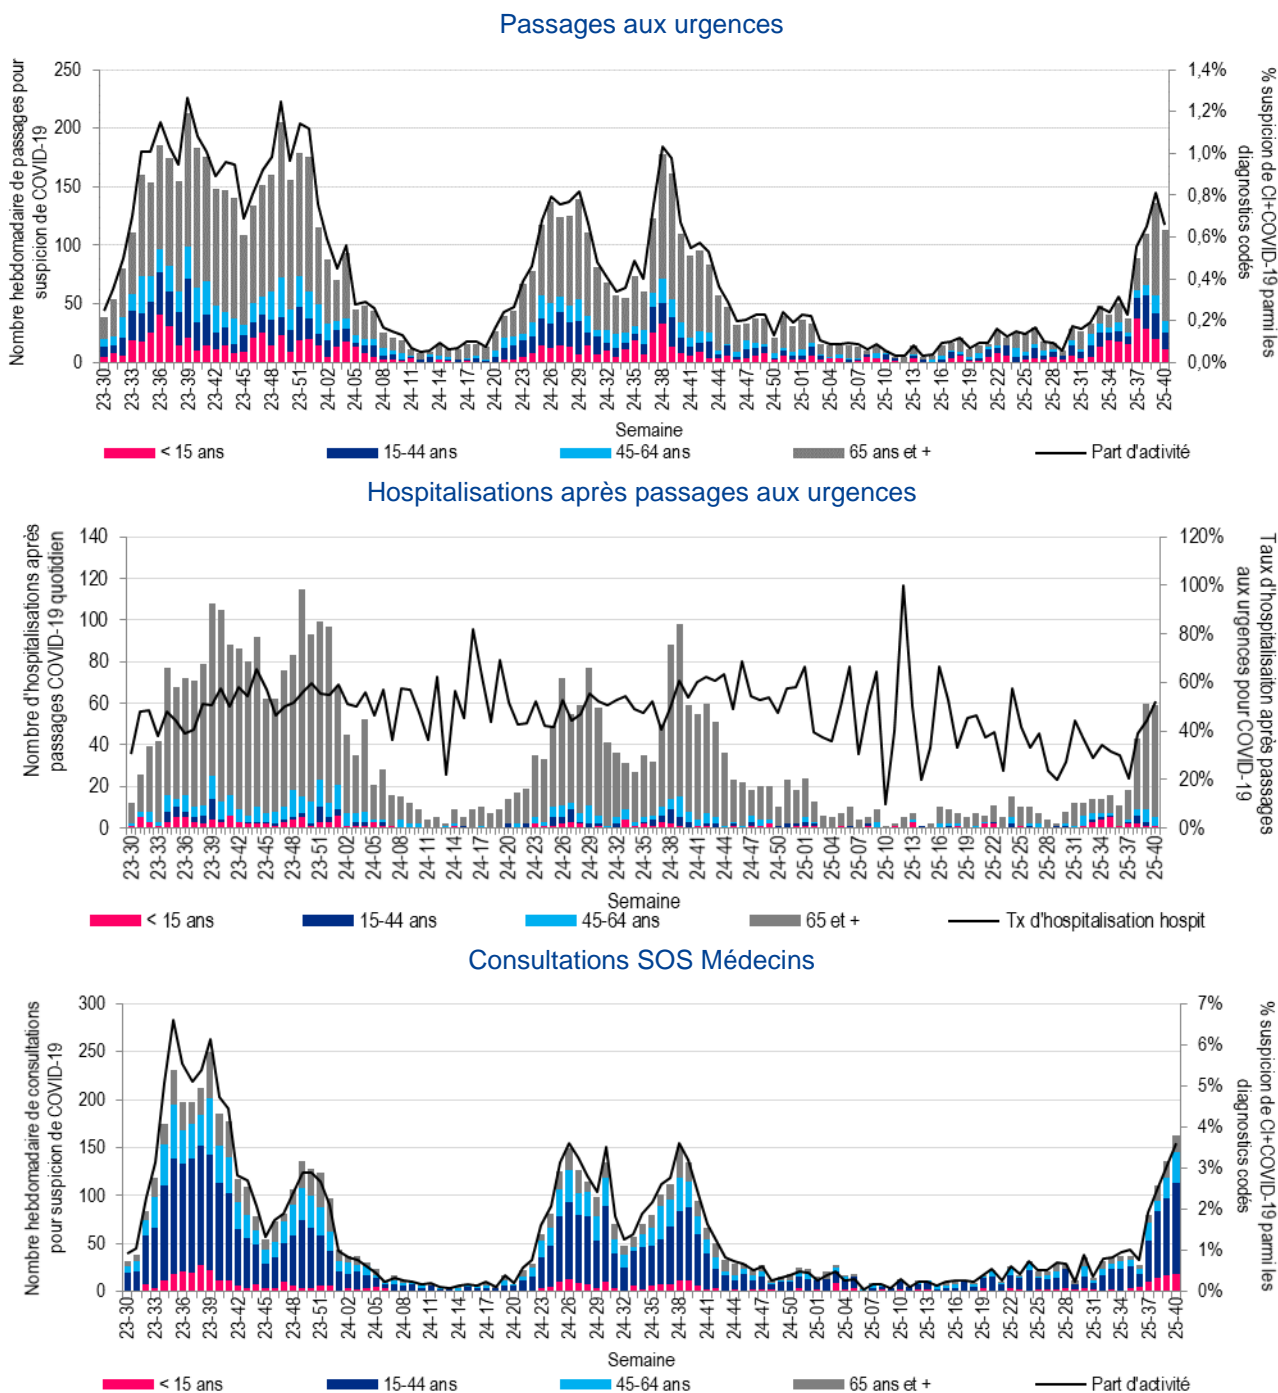 Passages aux urgences
Nombre hebdomadaire de passages pour
suspicion de COVID-19
250
200
150
100
50
0
1,4%
1,2%
1,0%
0,8%
0,6%
0,4%
0,2%
0,0%
% suspicion de CI+COVID-19 parmi les
diagnostics codés
23-30 23-33 23-36 23-39 23-42 23-45 23-48 23-51 24-02 24-05 24-08 24-11 24-14 24-17 24-20 24-23 24-26 24-29 24-32 24-35 24-38 24-41 24-44 24-47 24-50 25-01 25-04 25-07 25-10 25-13 25-16 25-19 25-22 25-25 25-28 25-31 25-34 25-37 25-40
Semaine
< 15 ans 15-44 ans 45-64 ans 65 ans et + Part d'activité
Hospitalisations après passages aux urgences
Nombre d'hospitalisations après
passages COVID-19 quotidien
140
120
100
80
60
40
20
0
120%
100%
80%
60%
40%
20%
0%
Taux d'hospitalisaiton après passages
aux urgences pour COVID-19
23-30 23-33 23-36 23-39 23-42 23-45 23-48 23-51 24-02 24-05 24-08 24-11 24-14 24-17 24-20 24-23 24-26 24-29 24-32 24-35 24-38 24-41 24-44 24-47 24-50 25-01 25-04 25-07 25-10 25-13 25-16 25-19 25-22 25-25 25-28 25-31 25-34 25-37 25-40
Semaine
< 15 ans 15-44 ans 45-64 ans 65 et + Tx d'hospitalisation hospit
Consultations SOS Médecins
Nombre hebdomadaire de consultations
pour suspicion de COVID-19
300
250
200
150
100
50
0
7%
6%
5%
4%
3%
2%
1%
0%
% suspicion de CI+COVID-19 parmi les
diagnostics codés
23-30 23-33 23-36 23-39 23-42 23-45 23-48 23-51 24-02 24-05 24-08 24-11 24-14 24-17 24-20 24-23 24-26 24-29 24-32 24-35 24-38 24-41 24-44 24-47 24-50 25-01 25-04 25-07 25-10 25-13 25-16 25-19 25-22 25-25 25-28 25-31 25-34 25-37 25-40
Semaine
< 15 ans 15-44 ans 45-64 ans 65 ans et + Part d'activité